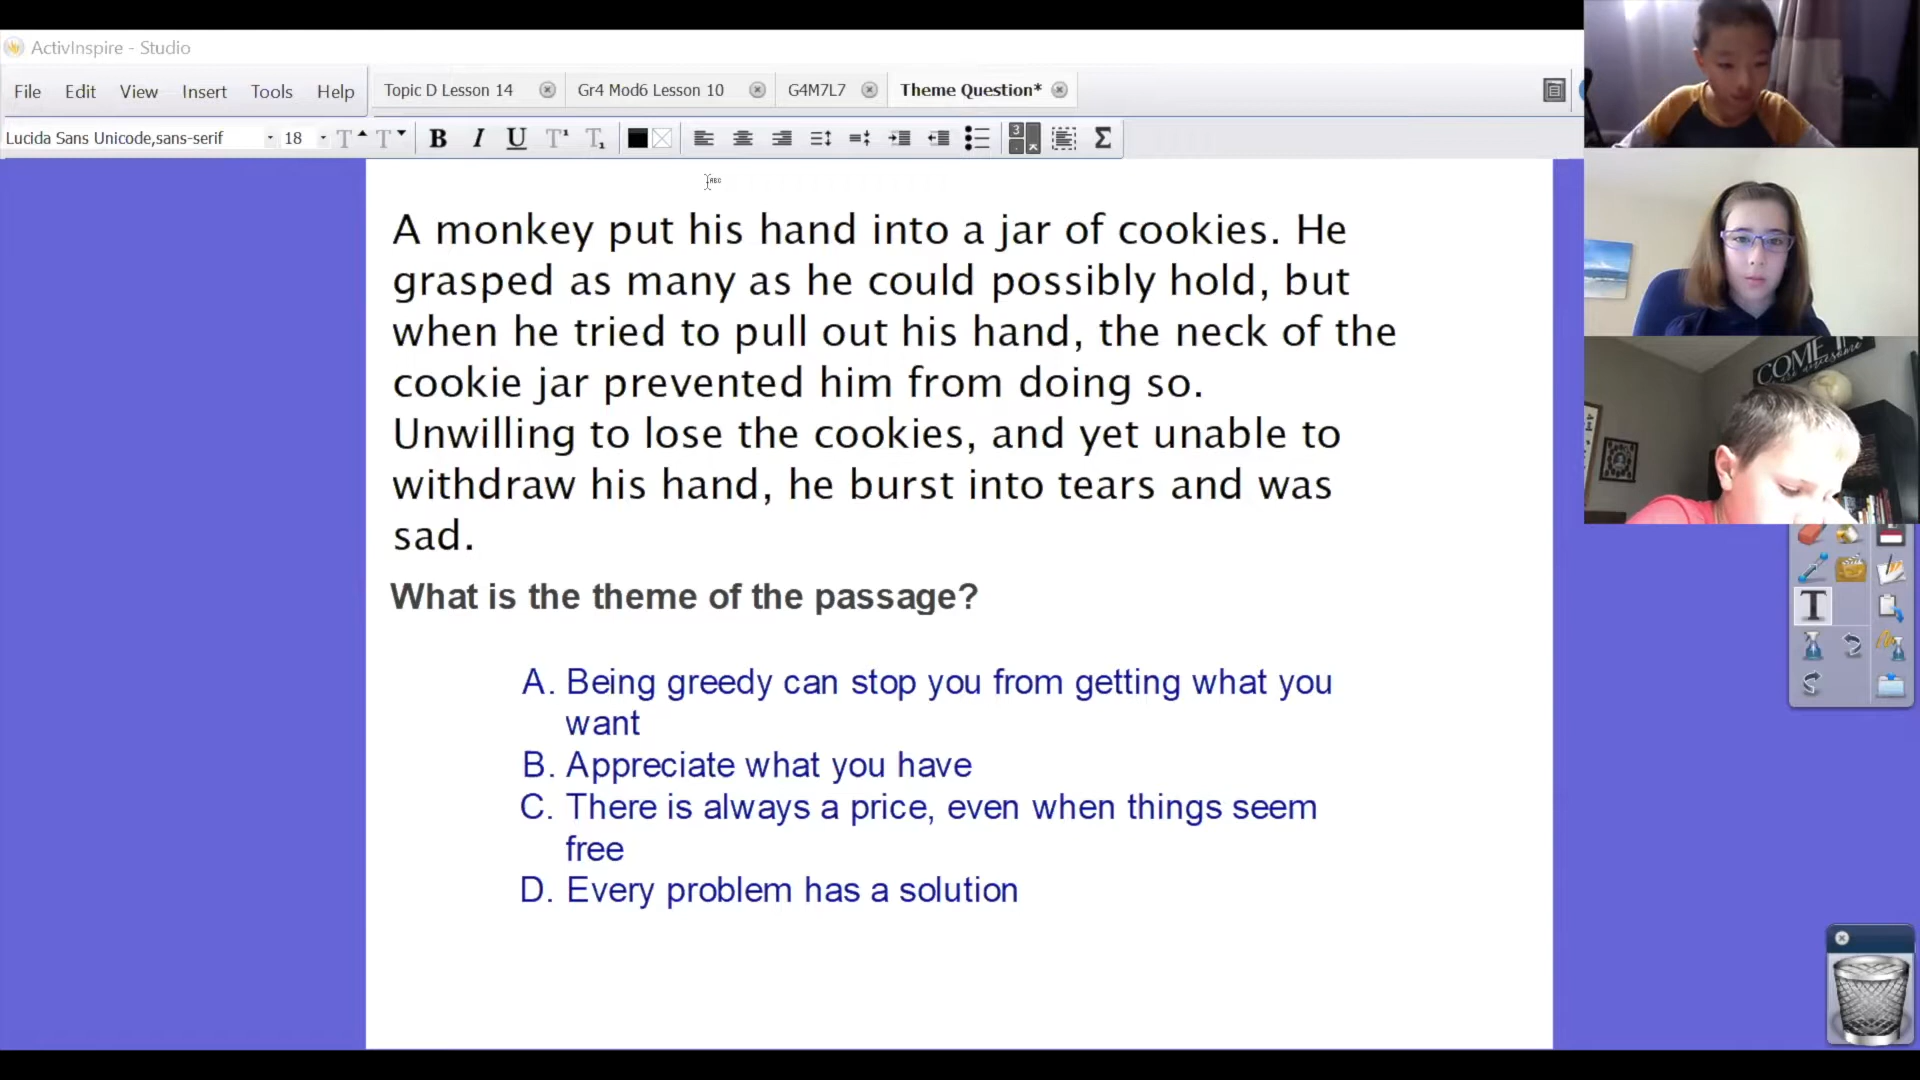 ActivInspire - Studio
File Edit View Insert Tools Help
Topic D Lesson 14 Gr4 Mod6 Lesson 10 G4M7L7 Theme Question*
Lucida Sans Unicode,sans-serif 18
A monkey put his hand into a jar of cookies. He
grasped as many as he could possibly hold, but
when he tried to pull out his hand, the neck of the
cookie jar prevented him from doing so.
Unwilling to lose the cookies, and yet unable to
withdraw his hand, he burst into tears and was
sad.
What is the theme of the passage?
A. Being greedy can stop you from getting what you
want
B. Appreciate what you have
C. There is always a price, even when things seem
free
D. Every problem has a solution
COME IN
awesome